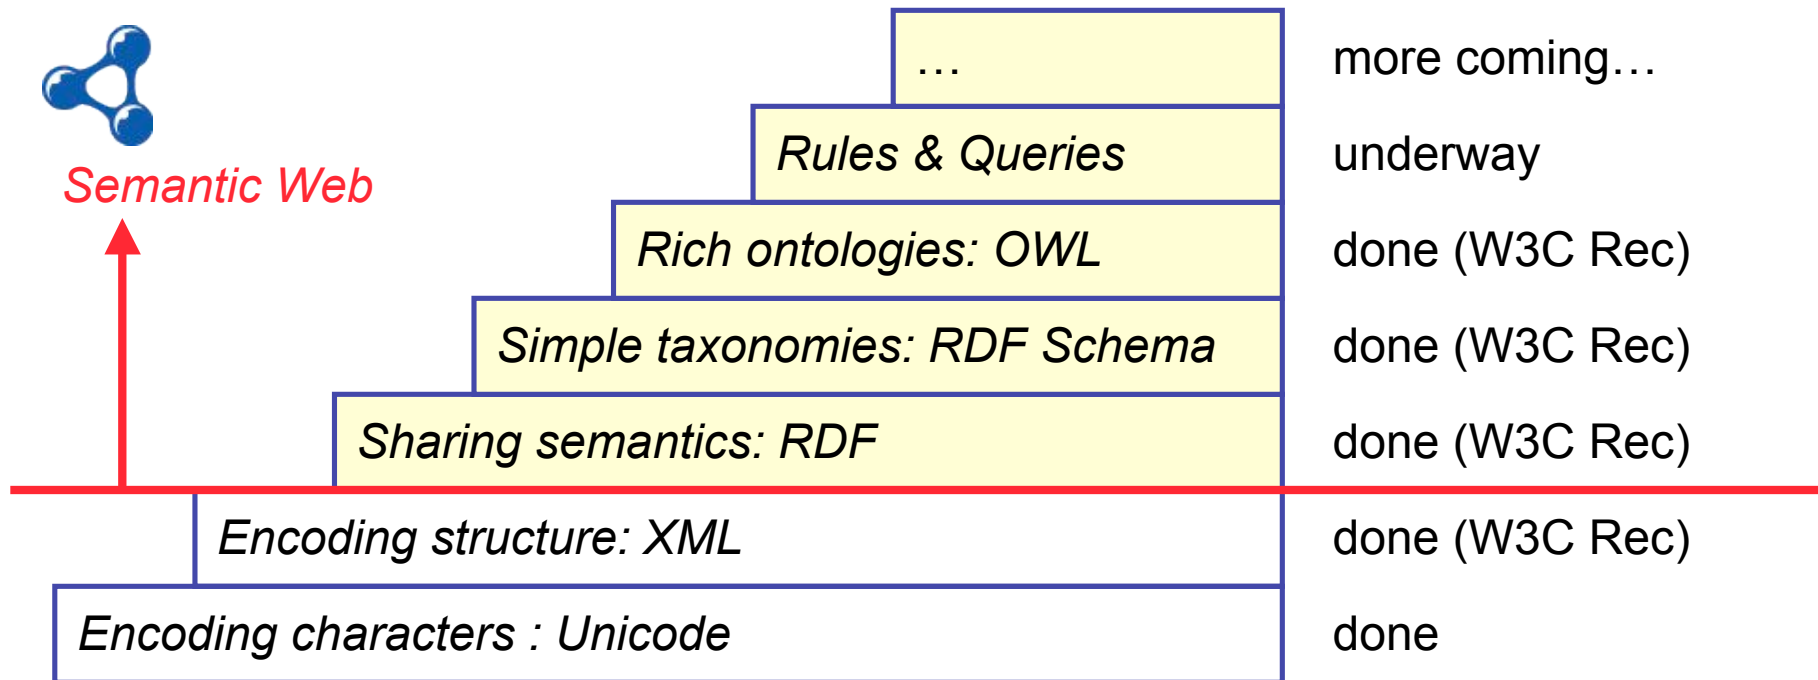 … more coming…
Rules & Queries underway
Semantic Web
Rich ontologies: OWL done (W3C Rec)
Simple taxonomies: RDF Schema done (W3C Rec)
Sharing semantics: RDF done (W3C Rec)
Encoding structure: XML done (W3C Rec)
Encoding characters : Unicode done